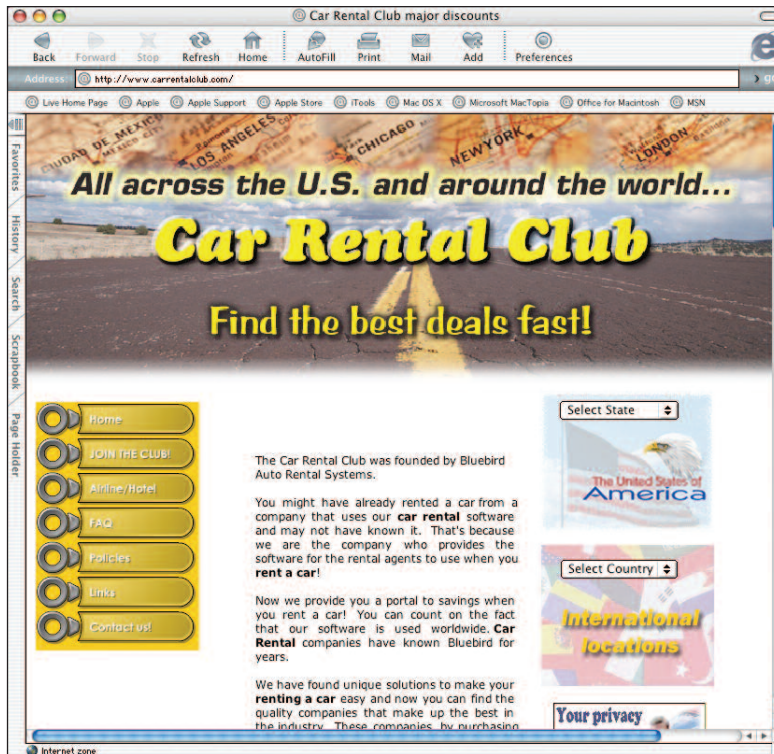 Car Rental Club major discounts
Back Forward Stop Refresh Home AutoFill Print Mail Add Preferences
Address: http://www.carrentalclub.com/
Live Home Page Apple Apple Support Apple Store iTools Mac OS X Microsoft MacTopia Office for Macintosh MSN
Favorites
History
Search
Scrapbook
Page Holder
CIUDAD DE MEXICO
LOS ANGELES
CHICAGO
NEW YORK
LONDON
All across the U.S. and around the world...
Car Rental Club
Find the best deals fast!
Home
JOIN THE CLUB!
Airline/Hotel
FAQ
Policies
Links
Contact us!
The Car Rental Club was founded by Bluebird
Auto Rental Systems.
You might have already rented a car from a
company that uses our car rental software
and may not have known it. That's because
we are the company who provides the
software for the rental agents to use when you
rent a car!
Now we provide you a portal to savings when
you rent a car! You can count on the fact
that our software is used worldwide. Car
Rental companies have known Bluebird for
years.
We have found unique solutions to make your
renting a car easy and now you can find the
quality companies that make up the best in
the industry. These companies, by purchasing
Select State
The United States of
America
Select Country
International
locations
Your privacy
Internet zone